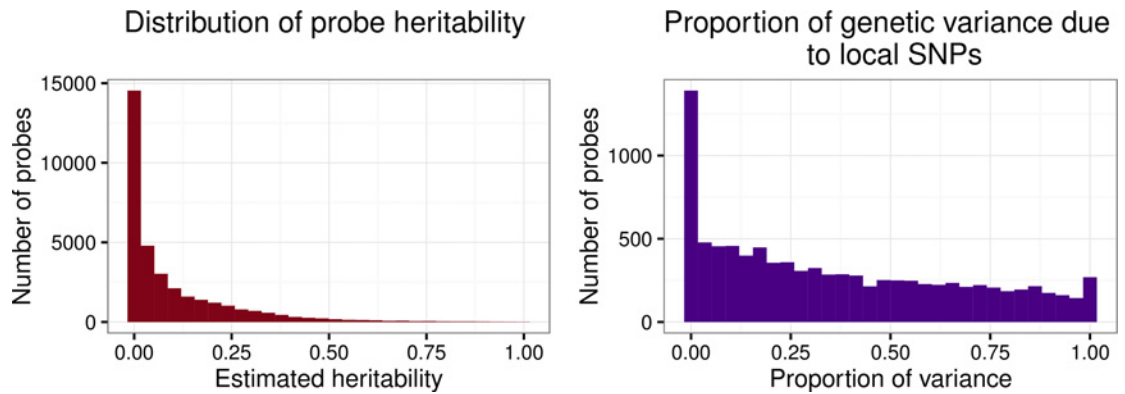 Distribution of probe heritability
Number of probes
15000
10000
5000
0
0.00 0.25 0.50 0.75 1.00
Estimated heritability
Proportion of genetic variance due
to local SNPs
Number of probes
1000
500
0
0.00 0.25 0.50 0.75 1.00
Proportion of variance